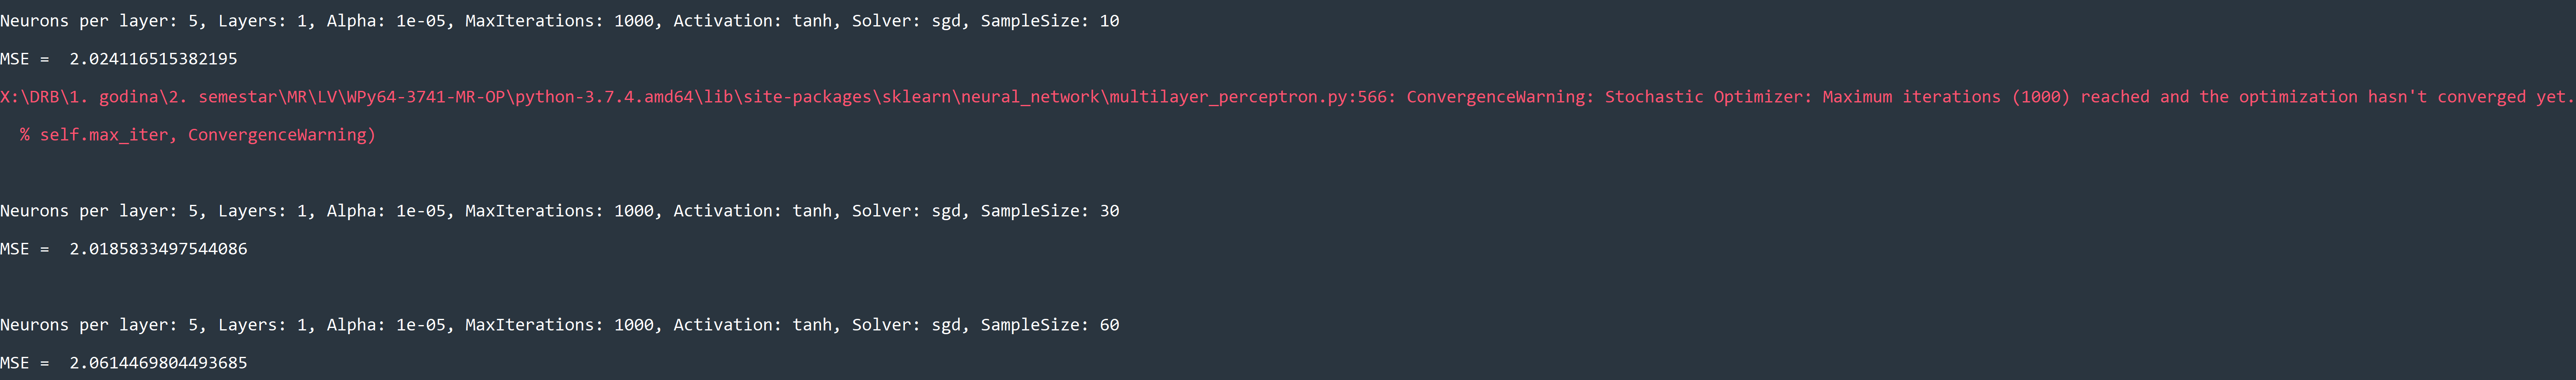 Neurons per layer: 5, Layers: 1, Alpha: 1e-05, MaxIterations: 1000, Activation: tanh, Solver: sgd, SampleSize: 10
MSE =  2.024116515382195
X:\DRB\1. godina\2. semestar\MR\LV\WPy64-3741-MR-OP\python-3.7.4.amd64\lib\site-packages\sklearn\neural_network\multilayer_perceptron.py:566: ConvergenceWarning: Stochastic Optimizer: Maximum iterations (1000) reached and the optimization hasn't converged yet.
  % self.max_iter, ConvergenceWarning)
Neurons per layer: 5, Layers: 1, Alpha: 1e-05, MaxIterations: 1000, Activation: tanh, Solver: sgd, SampleSize: 30
MSE =  2.0185833497544086
Neurons per layer: 5, Layers: 1, Alpha: 1e-05, MaxIterations: 1000, Activation: tanh, Solver: sgd, SampleSize: 60
MSE =  2.0614469804493685